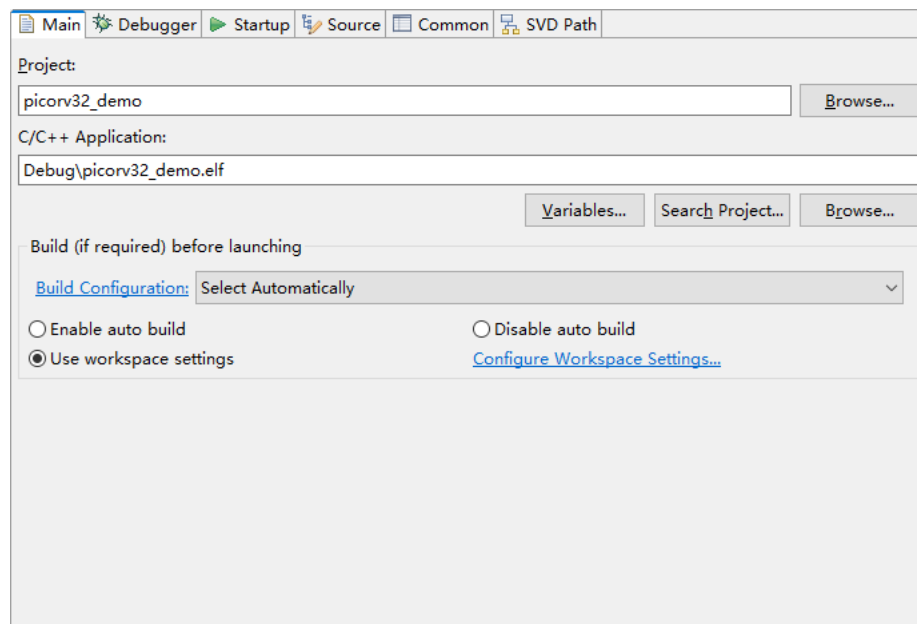 Main Debugger Startup Source Common SVD Path
Project:
picorv32_demo Browse...
C/C++ Application:
Debug\picorv32_demo.elf
Variables... Search Project... Browse...
Build (if required) before launching
Build Configuration: Select Automatically
Enable auto build Disable auto build
Use workspace settings Configure Workspace Settings...